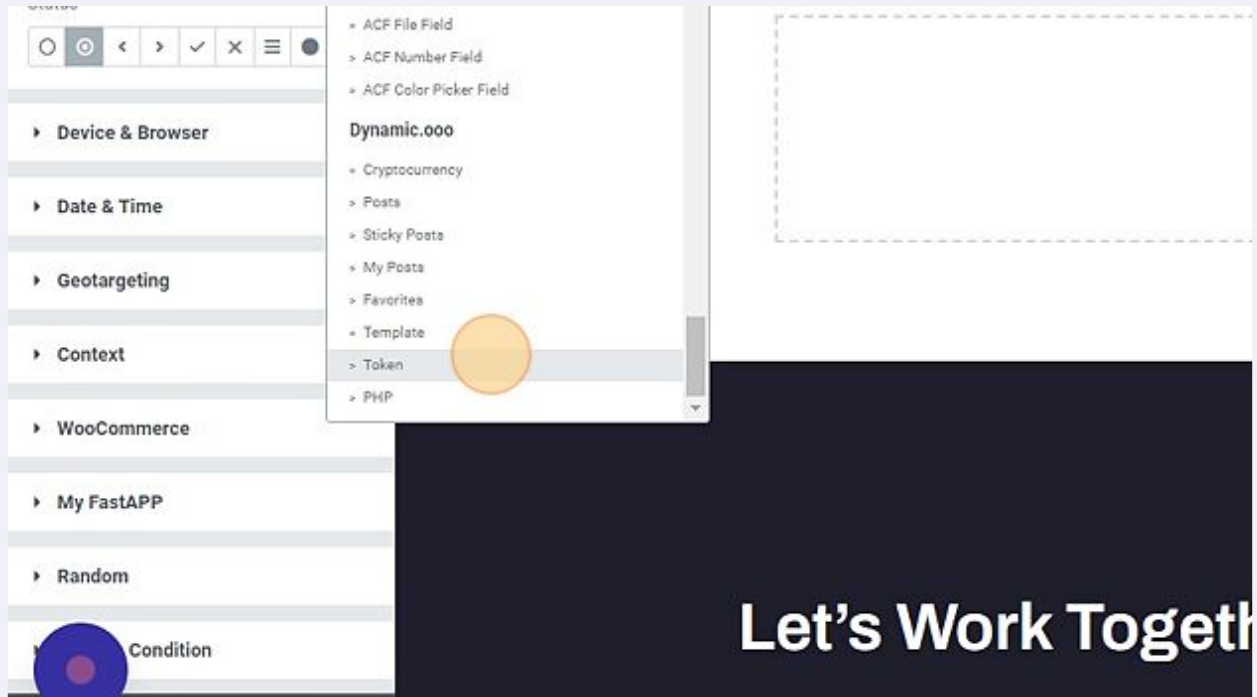 ACF File Field
ACF Number Field
ACF Color Picker Field
Dynamic.ooo
Cryptocurrency
Posts
Sticky Posts
My Posts
Favorites
Template
Token
PHP
Device & Browser
Date & Time
Geotargeting
Context
WooCommerce
My FastAPP
Random
Condition
Let's Work Togeth